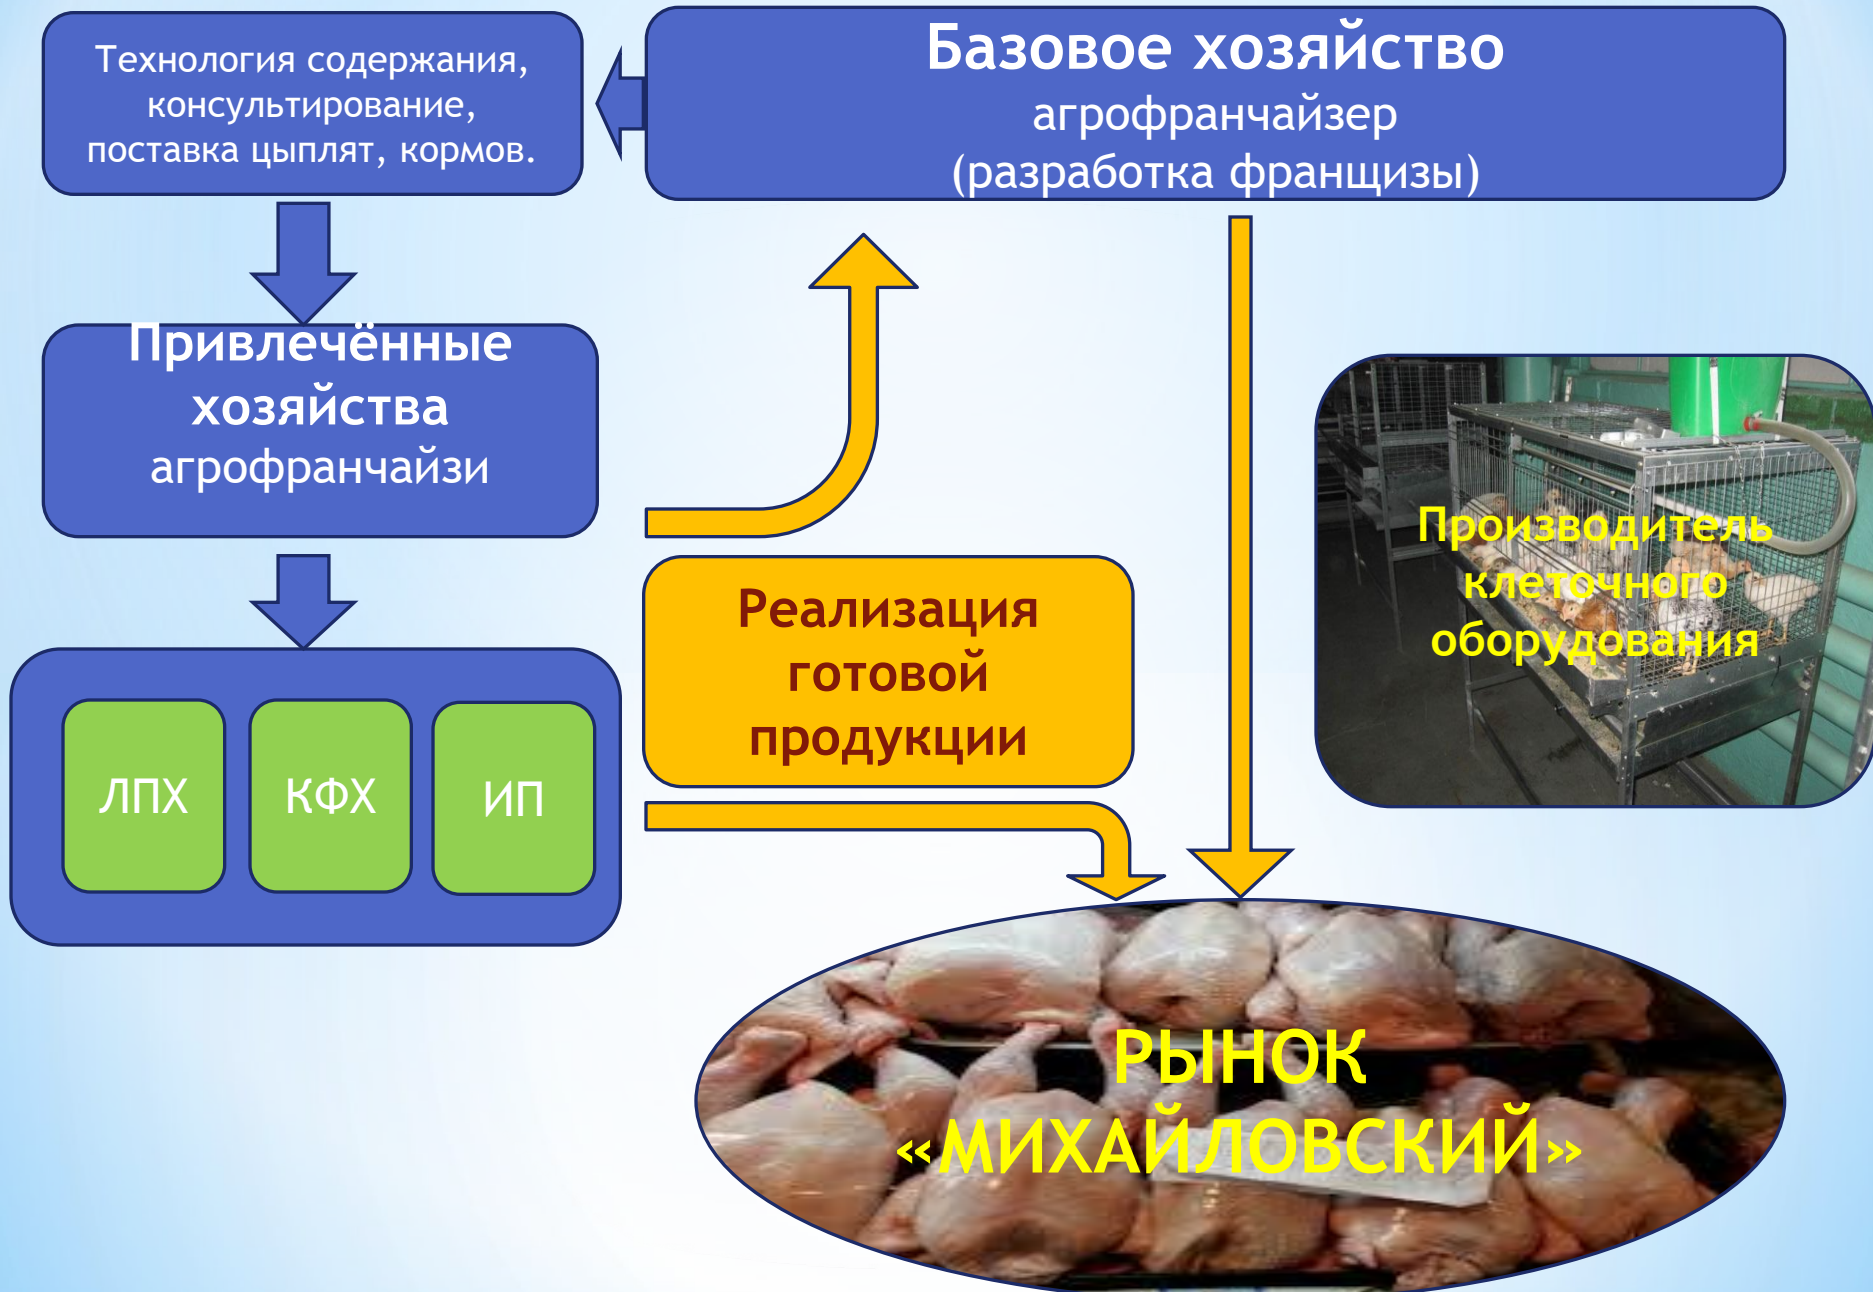 Технология содержания,
консультирование,
поставка цыплят, кормов.
Базовое хозяйство
агрофранчайзер
(разработка франщизы)
Привлечённые
хозяйства
агрофранчайзи
Производитель
клеточного
оборудования
Реализация
готовой
продукции
ЛПХ
КФХ
ИП
РЫНОК
«МИХАЙЛОВСКИЙ»